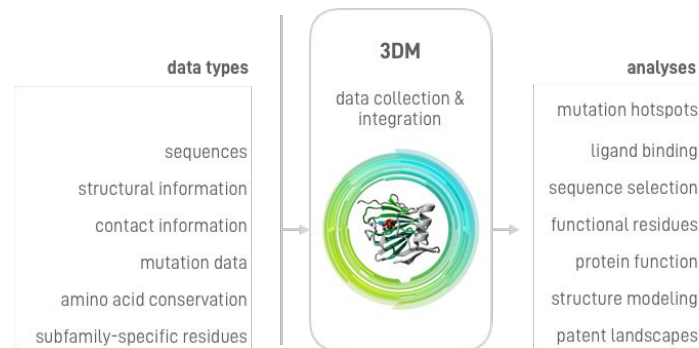 data types
sequences
structural information
contact information
mutation data
amino acid conservation
subfamily-specific residues
3DM
data collection &
integration
analyses
mutation hotspots
ligand binding
sequence selection
functional residues
protein function
structure modeling
patent landscapes